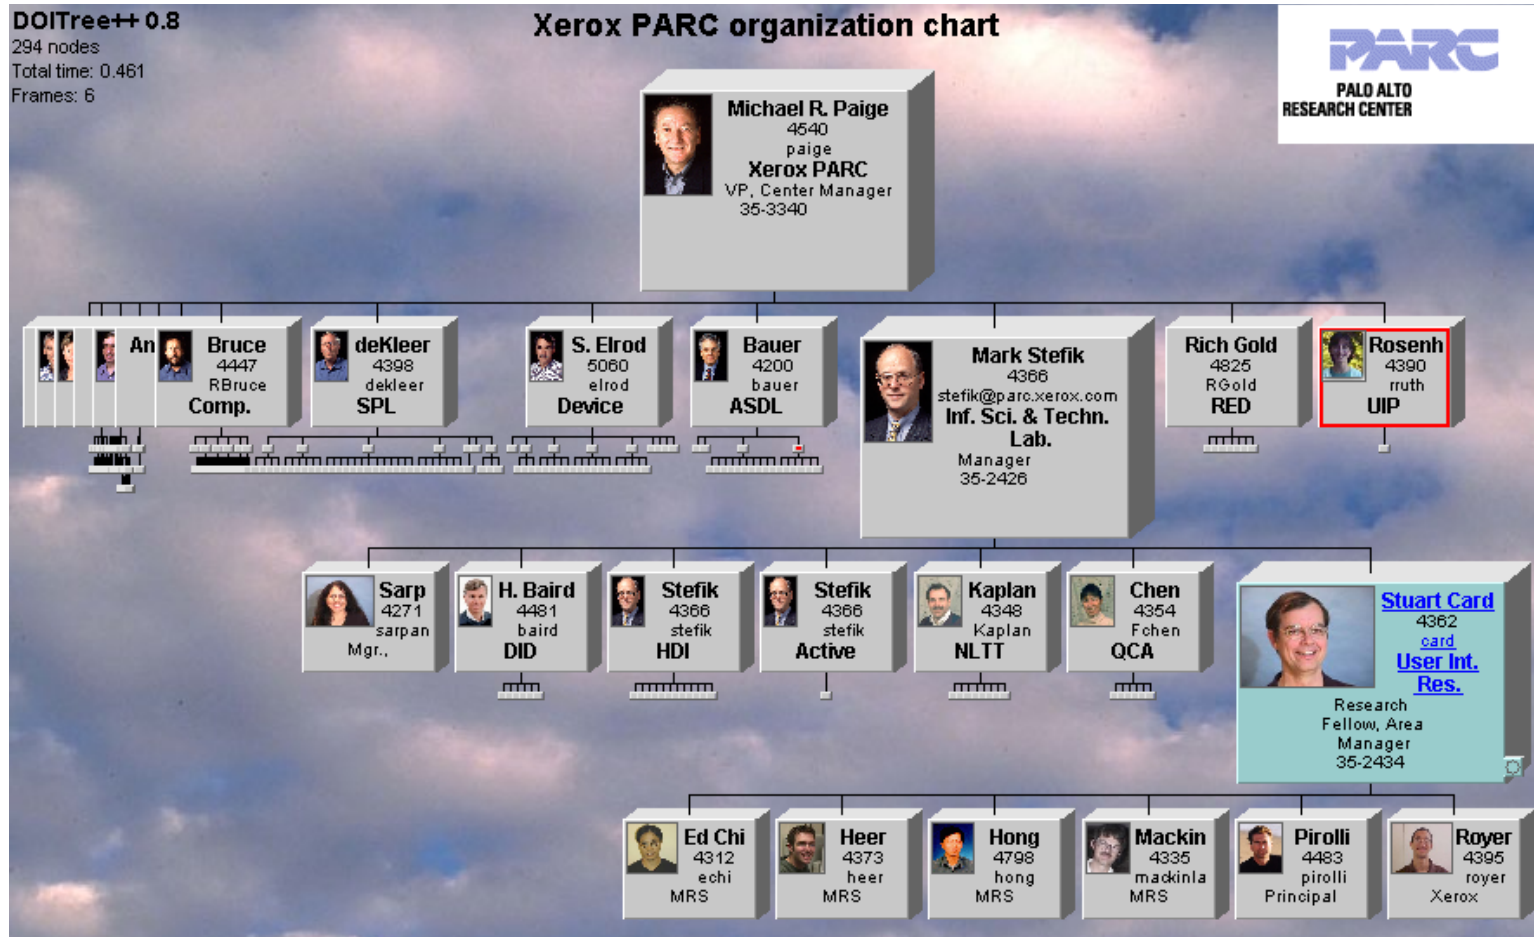 DOITree++ 0.8
294 nodes
Total time: 0.461
Frames: 6
Xerox PARC organization chart
PARC
PALO ALTO
RESEARCH CENTER
Michael R. Paige
4540
paige
Xerox PARC
VP, Center Manager
35-3340
An
Bruce
4447
RBruce
Comp.
deKleer
4398
dekleer
SPL
S. Elrod
5060
elrod
Device
Bauer
4200
bauer
ASDL
Mark Stefik
4366
stefik@parc.xerox.com
Inf. Sci. & Techn.
Lab.
Manager
35-2426
Rich Gold
4825
RGold
RED
Rosenh
4390
rruth
UIP
Sarp
4271
sarpan
Mgr.,
H. Baird
4481
baird
DID
Stefik
4366
stefik
HDI
Stefik
4366
stefik
Active
Kaplan
4348
Kaplan
NLTT
Chen
4354
Fchen
QCA
Stuart Card
4362
card
User Int.
Res.
Research
Fellow, Area
Manager
35-2434
Ed Chi
4312
echi
MRS
Heer
4373
heer
MRS
Hong
4798
hong
MRS
Mackin
4335
mackinla
MRS
Pirolli
4483
pirolli
Principal
Royer
4395
royer
Xerox